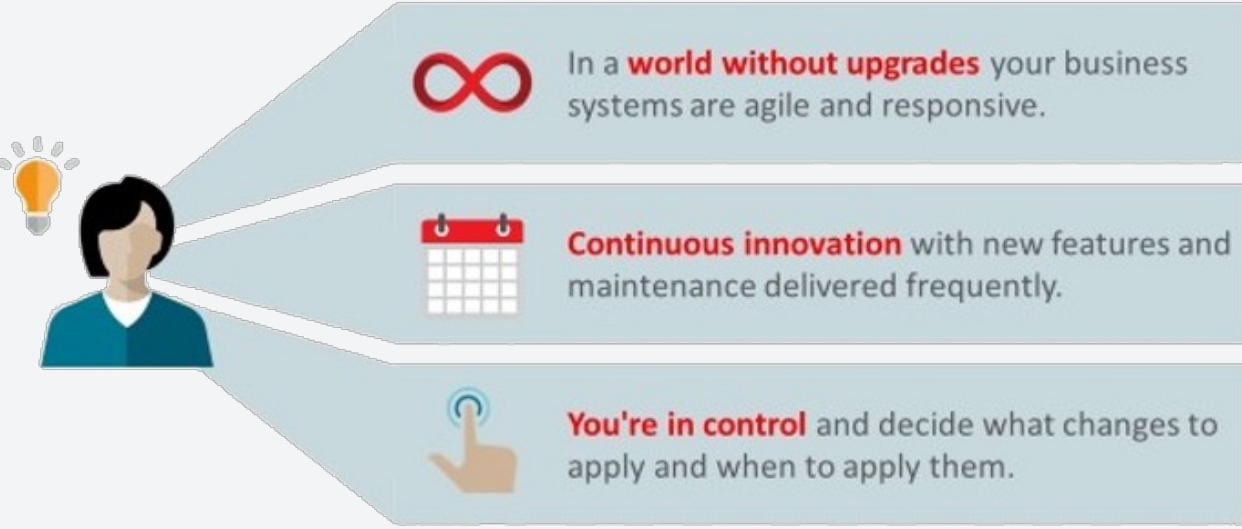 In a world without upgrades your business
systems are agile and responsive.
Continuous innovation with new features and
maintenance delivered frequently.
You're in control and decide what changes to
apply and when to apply them.